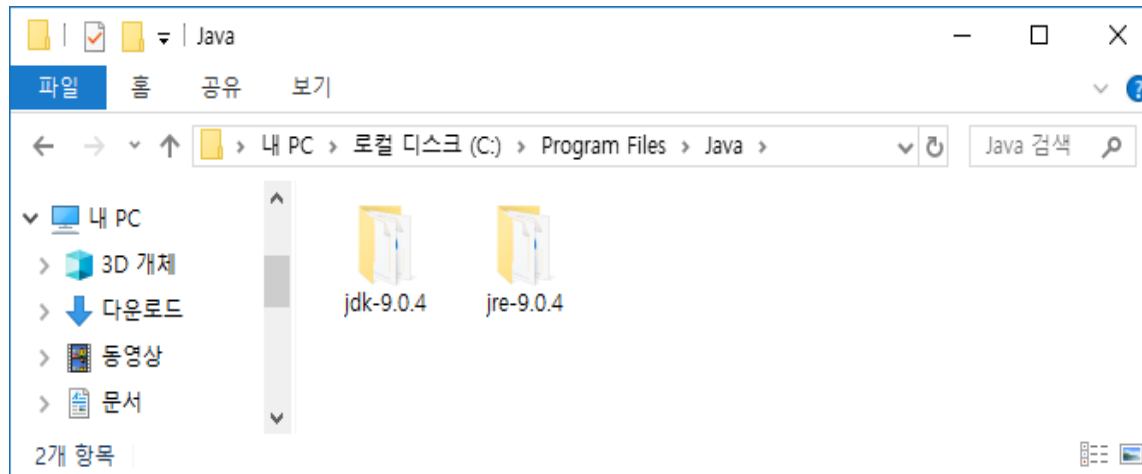 Java
파일 홈 공유 보기
내 PC > 로컬 디스크 (C:) > Program Files > Java >
Java 검색
내 PC
3D 개체
다운로드
동영상
문서
jdk-9.0.4 jre-9.0.4
2개 항목